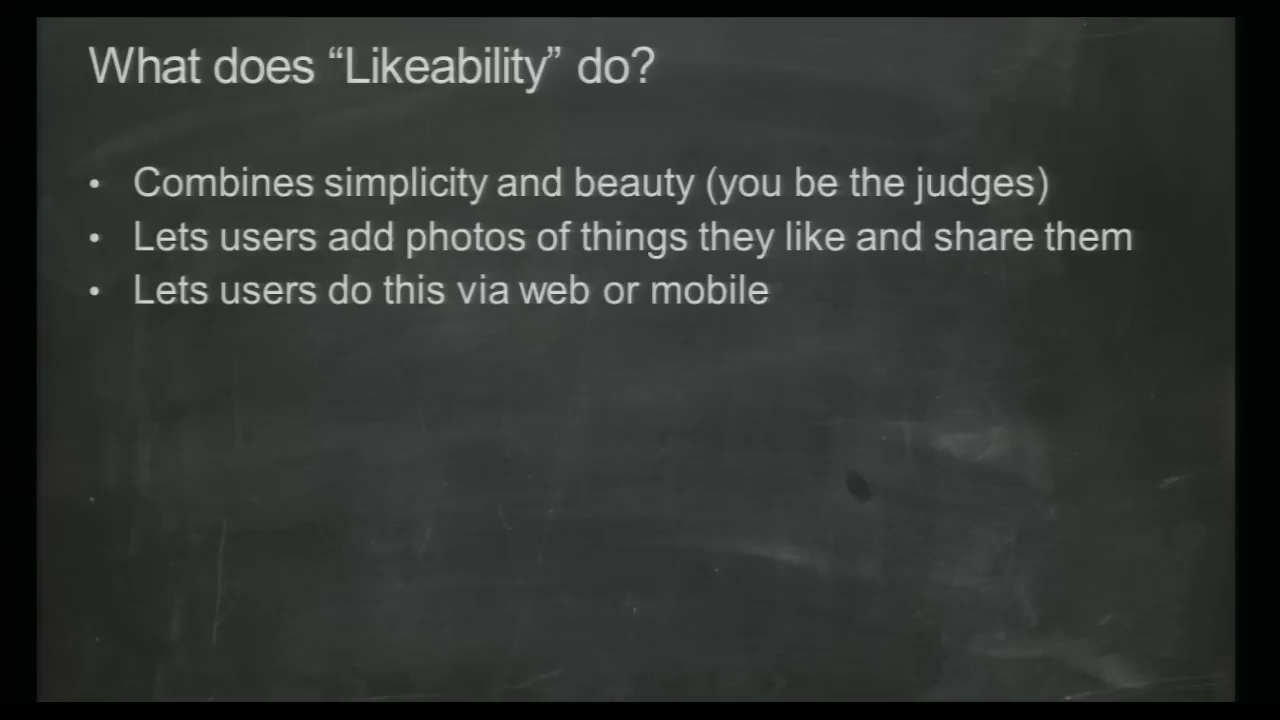 What does “Likeability” do?
• Combines simplicity and beauty (you be the judges)
• Lets users add photos of things they like and share them
• Lets users do this via web or mobile